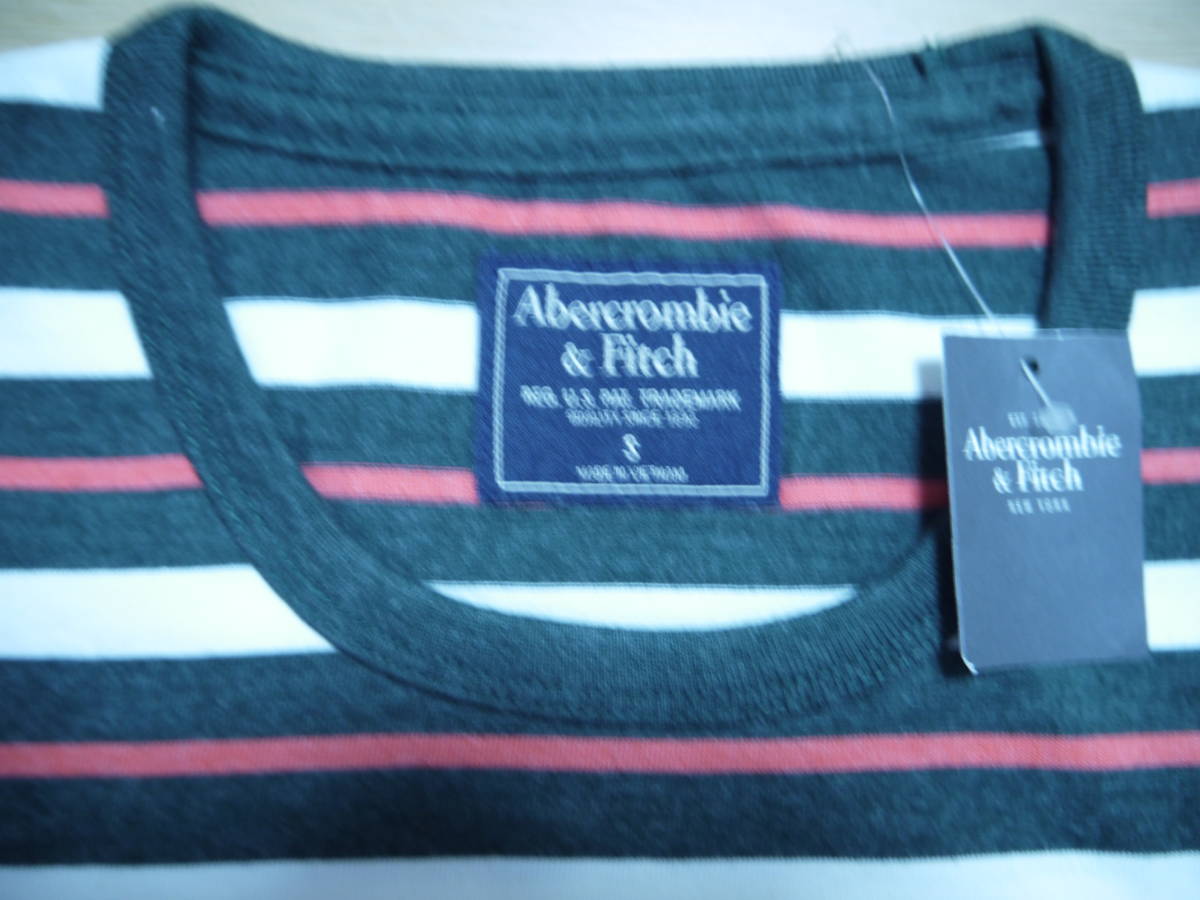 Abercrombie
& Fitch
REG. U.S. PAT. TRADEMARK
QUALITY SINCE 1892
S
MADE IN VIETNAM
Abercrombie
& Fitch
NEW YORK